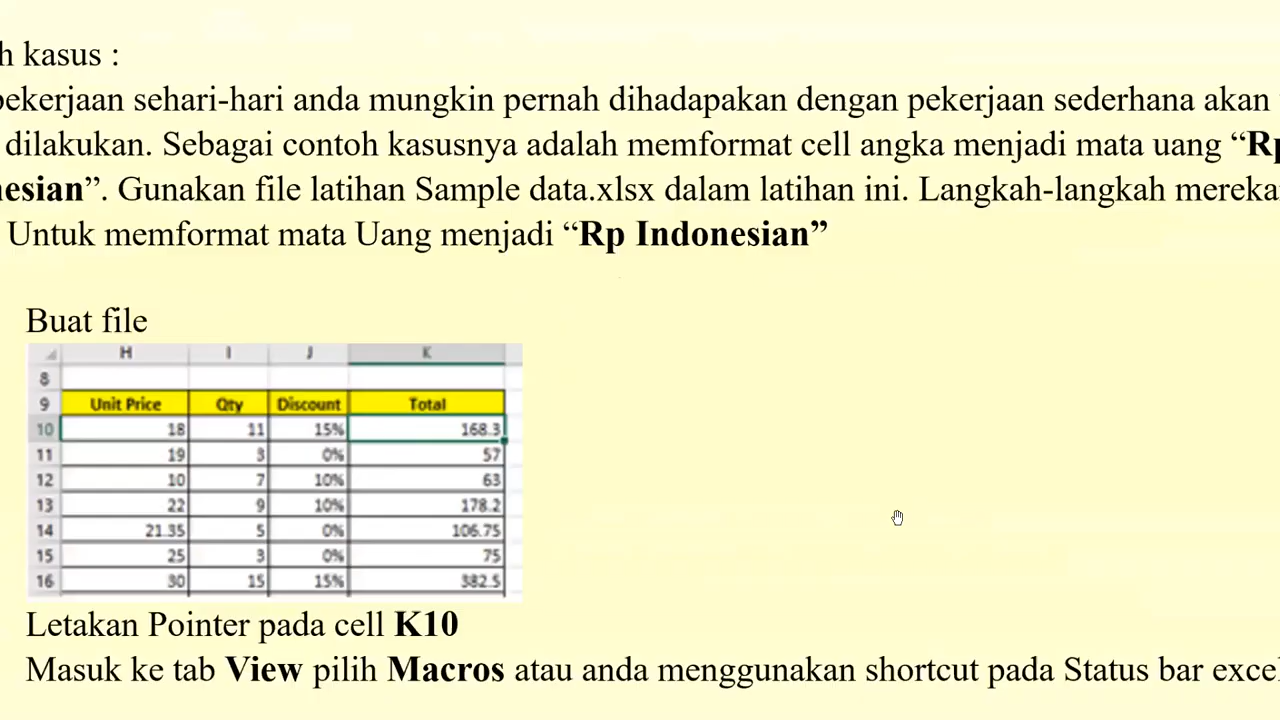 h kasus :
pekerjaan sehari-hari anda mungkin pernah dihadapakan dengan pekerjaan sederhana akan
dilakukan. Sebagai contoh kasusnya adalah memformat cell angka menjadi mata uang “Rp
nesian”. Gunakan file latihan Sample data.xlsx dalam latihan ini. Langkah-langkah mereka
Untuk memformat mata Uang menjadi “Rp Indonesian”
Buat file
H I J K
8
9 Unit Price Qty Discount Total
10 18 11 15% 168.3
11 19 3 0% 57
12 10 7 10% 63
13 22 9 10% 178.2
14 21.35 5 0% 106.75
15 25 3 0% 75
16 30 15 15% 382.5
Letakan Pointer pada cell K10
Masuk ke tab View pilih Macros atau anda menggunakan shortcut pada Status bar excel